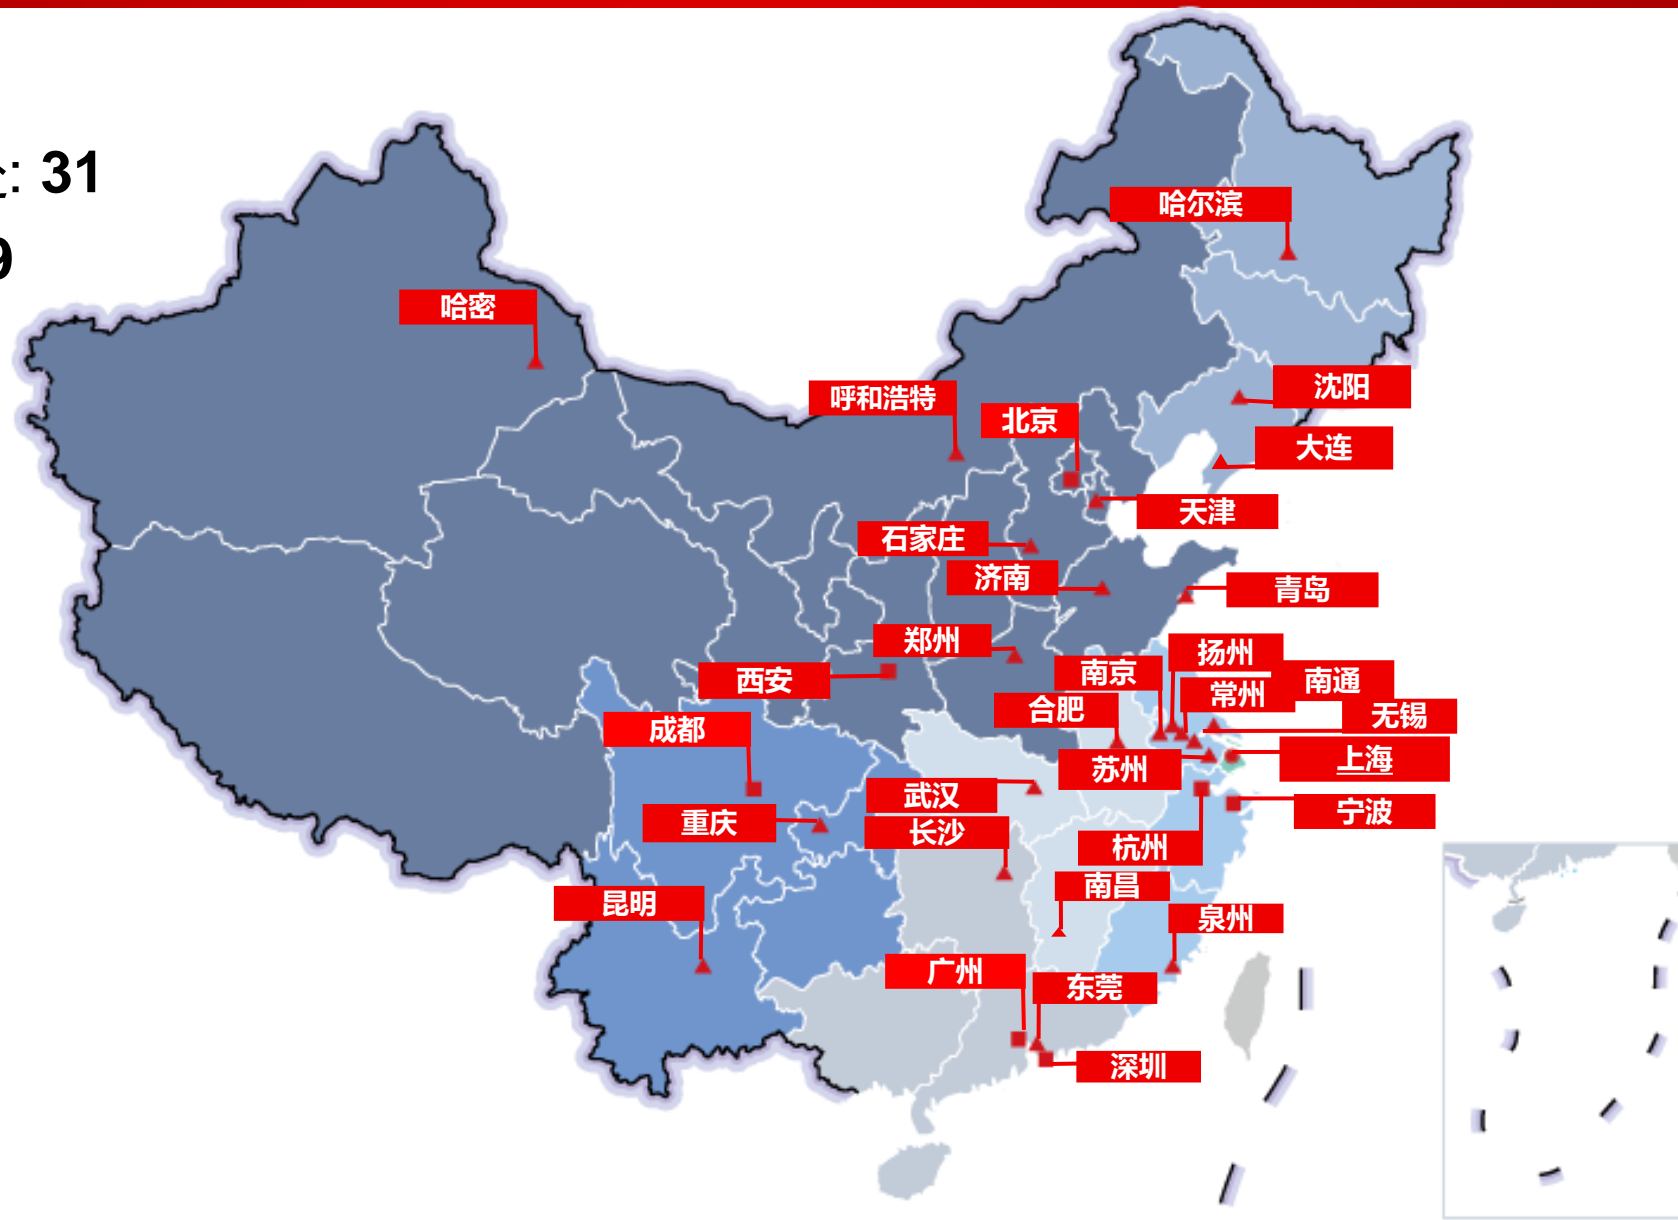 : 31
9
哈尔滨
哈密
沈阳
呼和浩特
北京
大连
天津
石家庄
济南
青岛
郑州
扬州
南京
西安
南通
常州
合肥
无锡
成都
上海
苏州
武汉
宁波
重庆
长沙
杭州
南昌
昆明
泉州
广州
东莞
深圳